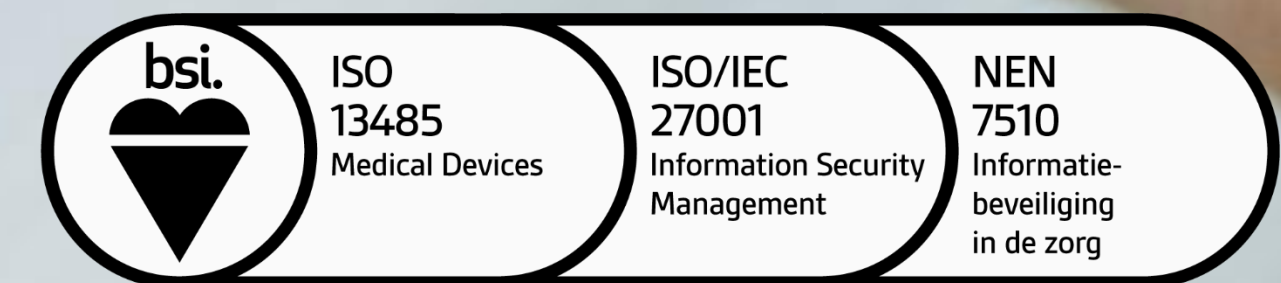 bsi.
ISO
13485
Medical Devices
ISO/IEC
27001
Information Security
Management
NEN
7510
Informatie-
beveiliging
in de zorg